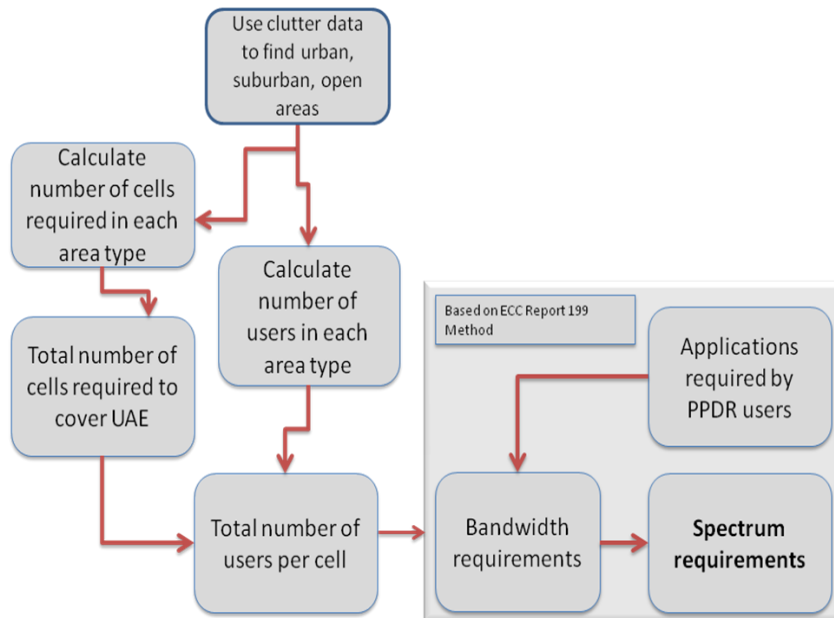 Use clutter data
to find urban,
suburban, open
areas
Calculate
number of cells
required in each
area type
Calculate
number of
users in each
area type
Total number of
cells required to
cover UAE
Total number of
users per cell
Based on ECC Report 199
Method
Applications
required by
PPDR users
Bandwidth
requirements
Spectrum
requirements